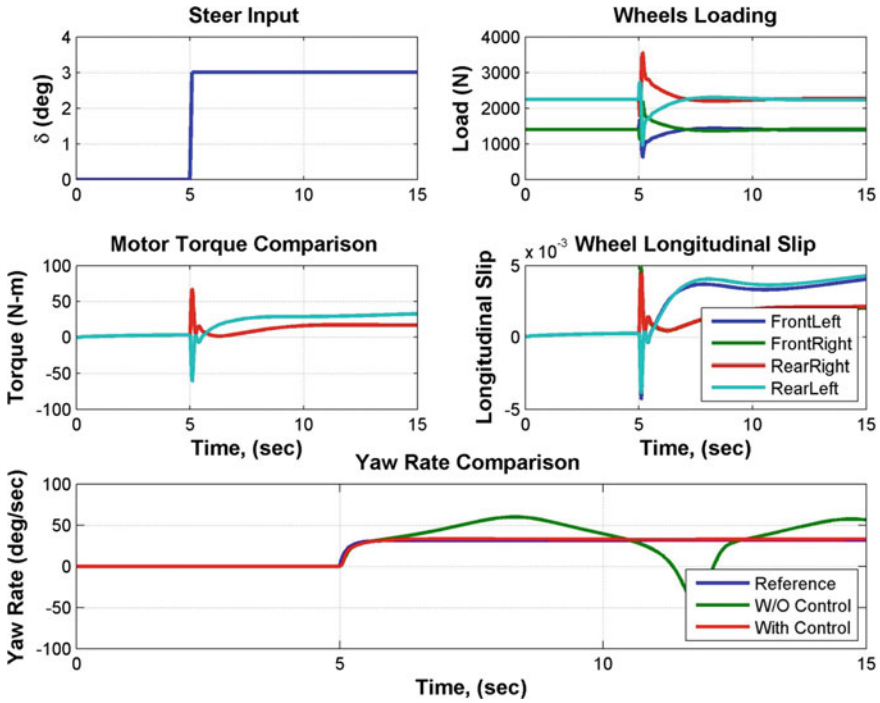 Steer Input
δ (deg)
4
3
2
1
0
0 5 10 15
Wheels Loading
Load (N)
4000
3000
2000
1000
0
0 5 10 15
Motor Torque Comparison
Torque (N-m)
100
50
0
-50
-100
0 5 10 15
Time, (sec)
x 10-3
Wheel Longitudinal Slip
Longitudinal Slip
5
0
-5
FrontLeft
FrontRight
RearRight
RearLeft
0 5 10 15
Time, (sec)
Yaw Rate Comparison
Yaw Rate (deg/sec)
100
50
0
-50
-100
Reference
W/O Control
With Control
0 5 10 15
Time, (sec)